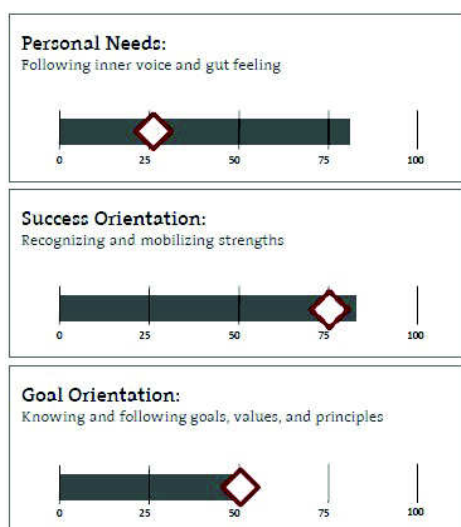 Personal Needs:
Following inner voice and gut feeling
0 25 50 75 100
Success Orientation:
Recognizing and mobilizing strengths
0 25 50 75 100
Goal Orientation:
Knowing and following goals, values, and principles
0 25 50 75 100